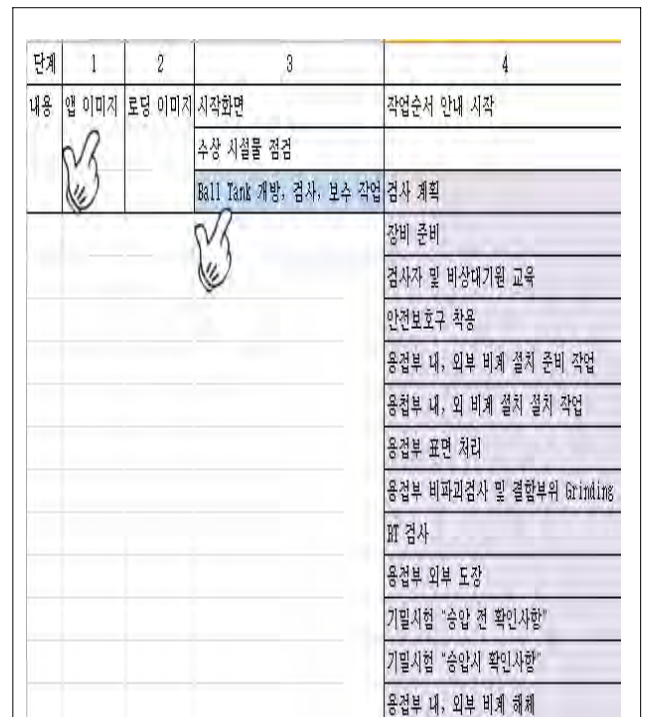 단계 1 2 3 4
내용 앱 이미지 로딩 이미지 시작화면 작업순서 안내 시작
수상 시설물 점검
Ball Tank 개방, 검사, 보수 작업 검사 계획
장비 준비
검사자 및 비상대기원 교육
안전보호구 착용
용접부 내, 외부 비계 설치 준비 작업
용접부 내, 외 비계 설치 설치 작업
용접부 표면 처리
용접부 비파괴검사 및 결함부위 Grinding
RT 검사
용접부 외부 도장
기밀시험 "승압 전 확인사항"
기밀시험 "승압시 확인사항"
용접부 내, 외부 비계 해체